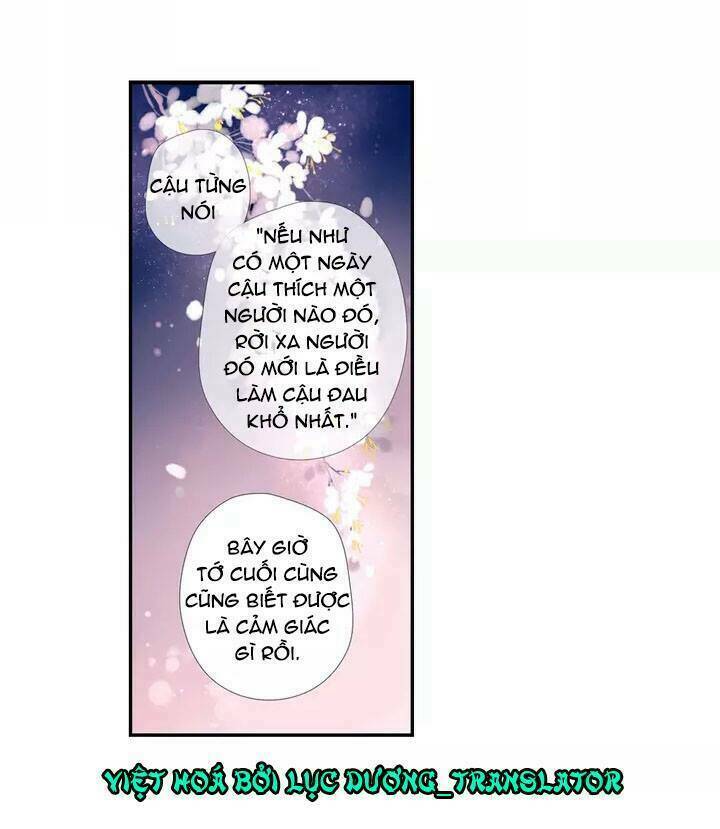 CẬU TỪNG
NÓI
"NẾU NHƯ
CÓ MỘT NGÀY
CẬU THÍCH MỘT
NGƯỜI NÀO ĐÓ,
RỜI XA NGƯỜI
ĐÓ MỚI LÀ ĐIỀU
LÀM CẬU ĐAU
KHỔ NHẤT."
BÂY GIỜ
TỚ CUỐI CÙNG
CŨNG BIẾT ĐƯỢC
LÀ CẢM GIÁC
GÌ RỒI.
VIỆT HOÁ BỞI LỤC DƯƠNG_TRANSLATOR